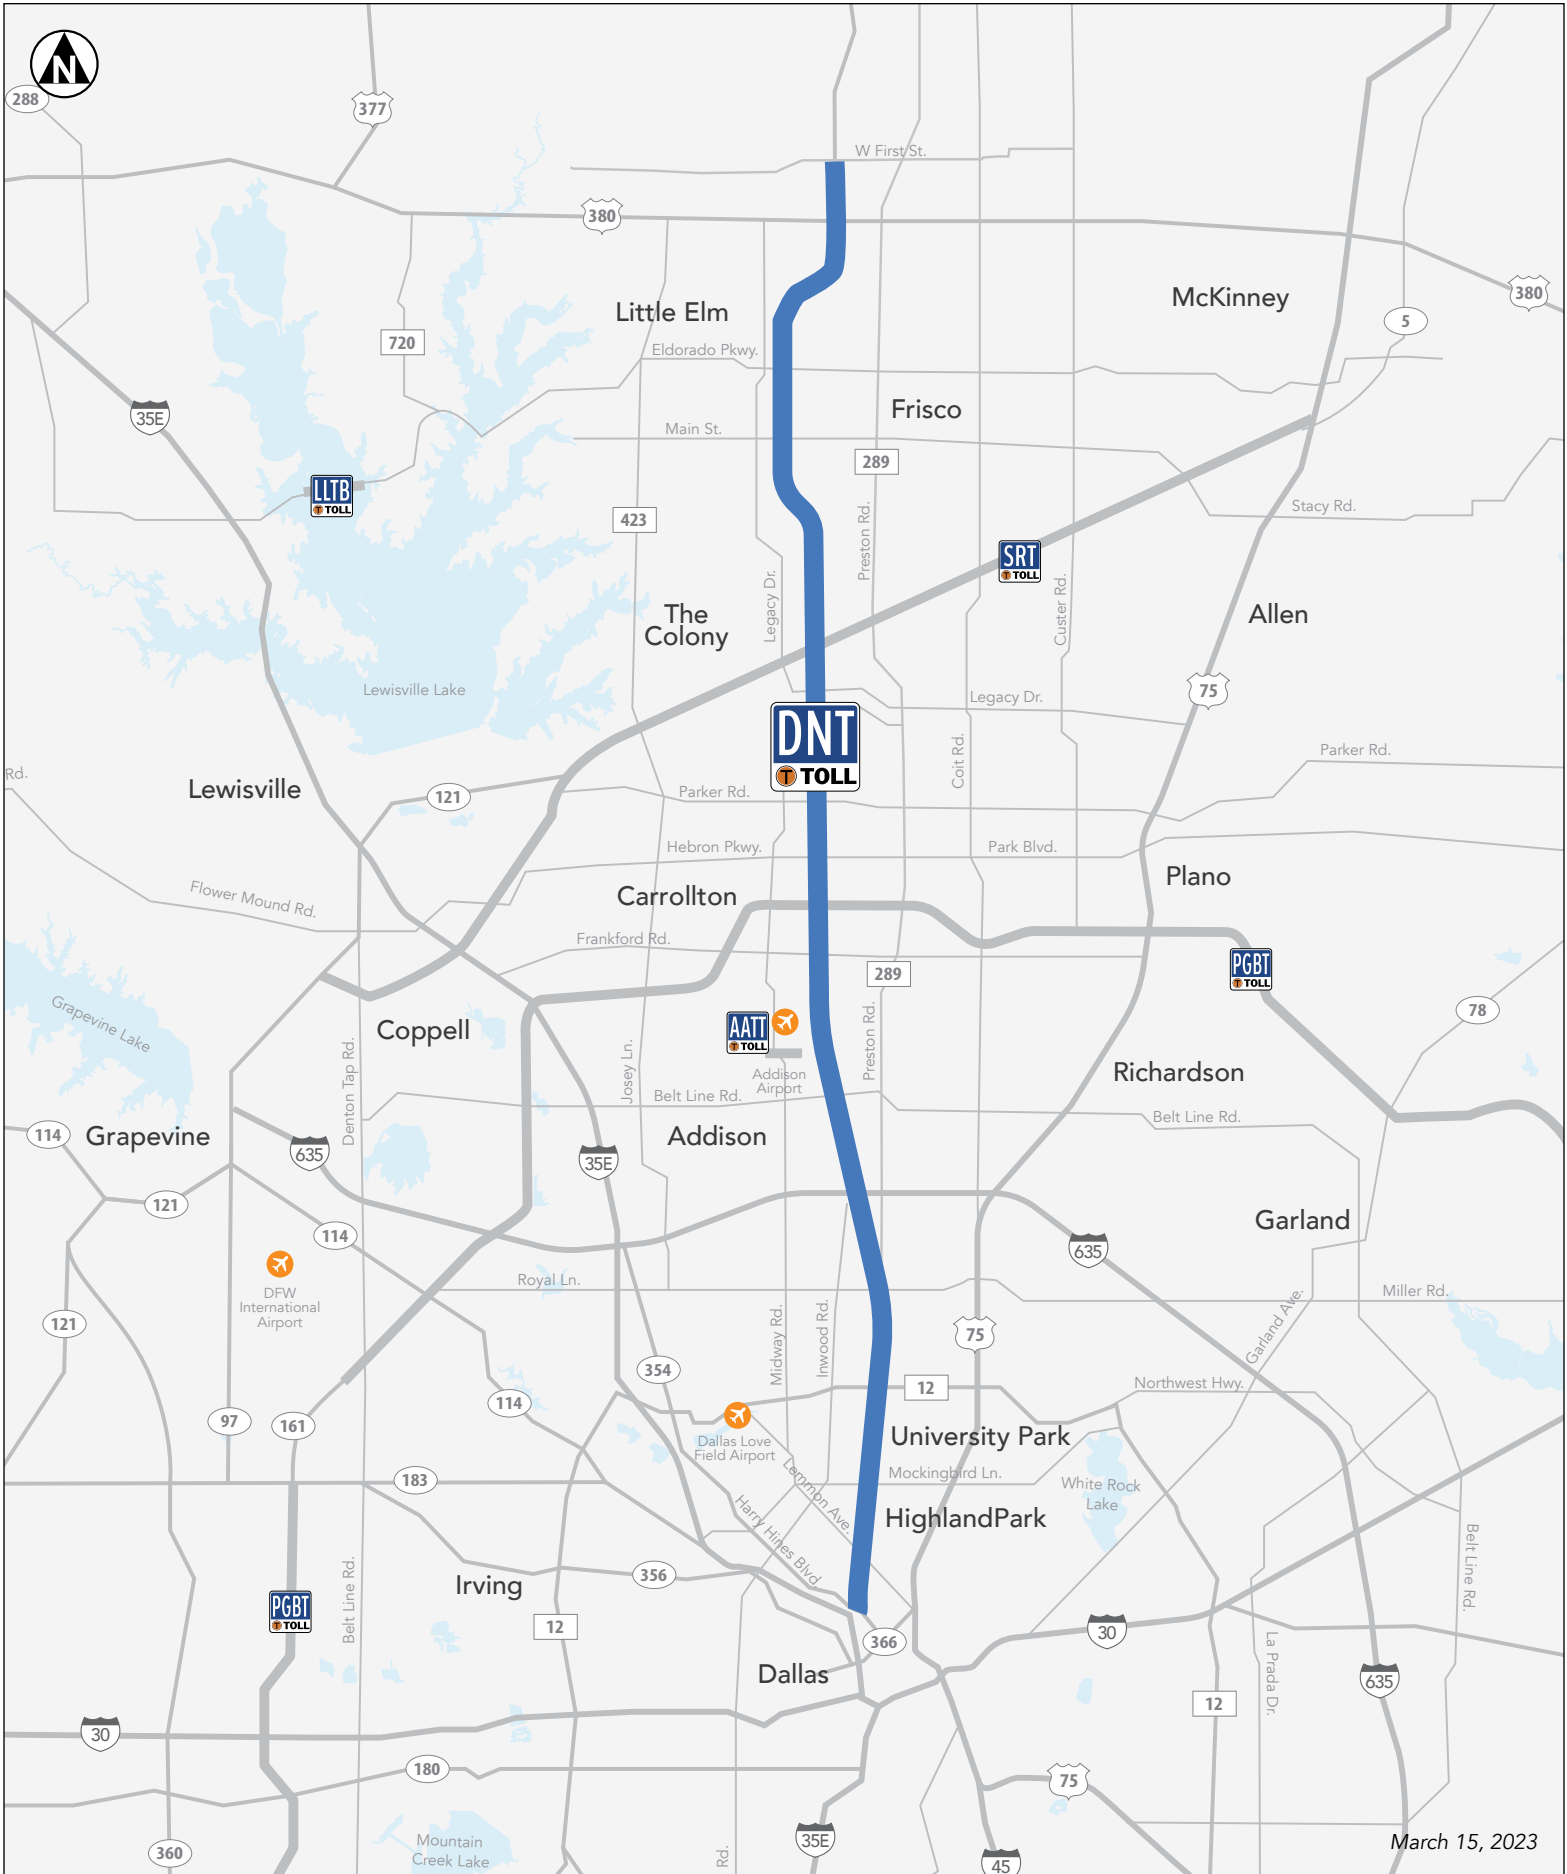 N
288
377
W First St.
380
McKinney
380
Little Elm
5
720
Eldorado Pkwy.
35E
Frisco
Main St.
289
LLTB
T TOLL
423
Stacy Rd.
Preston Rd.
SRT
T TOLL
Legacy Dr.
Custer Rd.
The
Colony
Allen
Lewisville Lake
75
Legacy Dr.
DNT
T TOLL
Coit Rd.
Parker Rd.
Rd.
Lewisville
121
Parker Rd.
Hebron Pkwy.
Park Blvd.
Plano
Flower Mound Rd.
Carrollton
Frankford Rd.
289
PGBT
T TOLL
Grapevine Lake
Coppell
AATT
T TOLL
78
Preston Rd.
Addison
Airport
Josey Ln.
Denton Tap Rd.
Richardson
Belt Line Rd.
Belt Line Rd.
114
Grapevine
Addison
635
35E
121
114
Garland
635
DFW
International
Airport
Royal Ln.
Miller Rd.
121
Midway Rd.
Inwood Rd.
75
Garland Ave.
354
12
Northwest Hwy.
114
97
161
Dallas Love
Field Airport
University Park
183
Mockingbird Ln.
White Rock
Lake
Lemmon Ave.
Harry Hines Blvd.
HighlandPark
Belt Line Rd.
356
Irving
Belt Line Rd.
PGBT
T TOLL
12
366
30
La Prada Dr.
Dallas
635
12
30
180
75
Mountain
Creek Lake
Rd.
35E
360
45
March 15, 2023